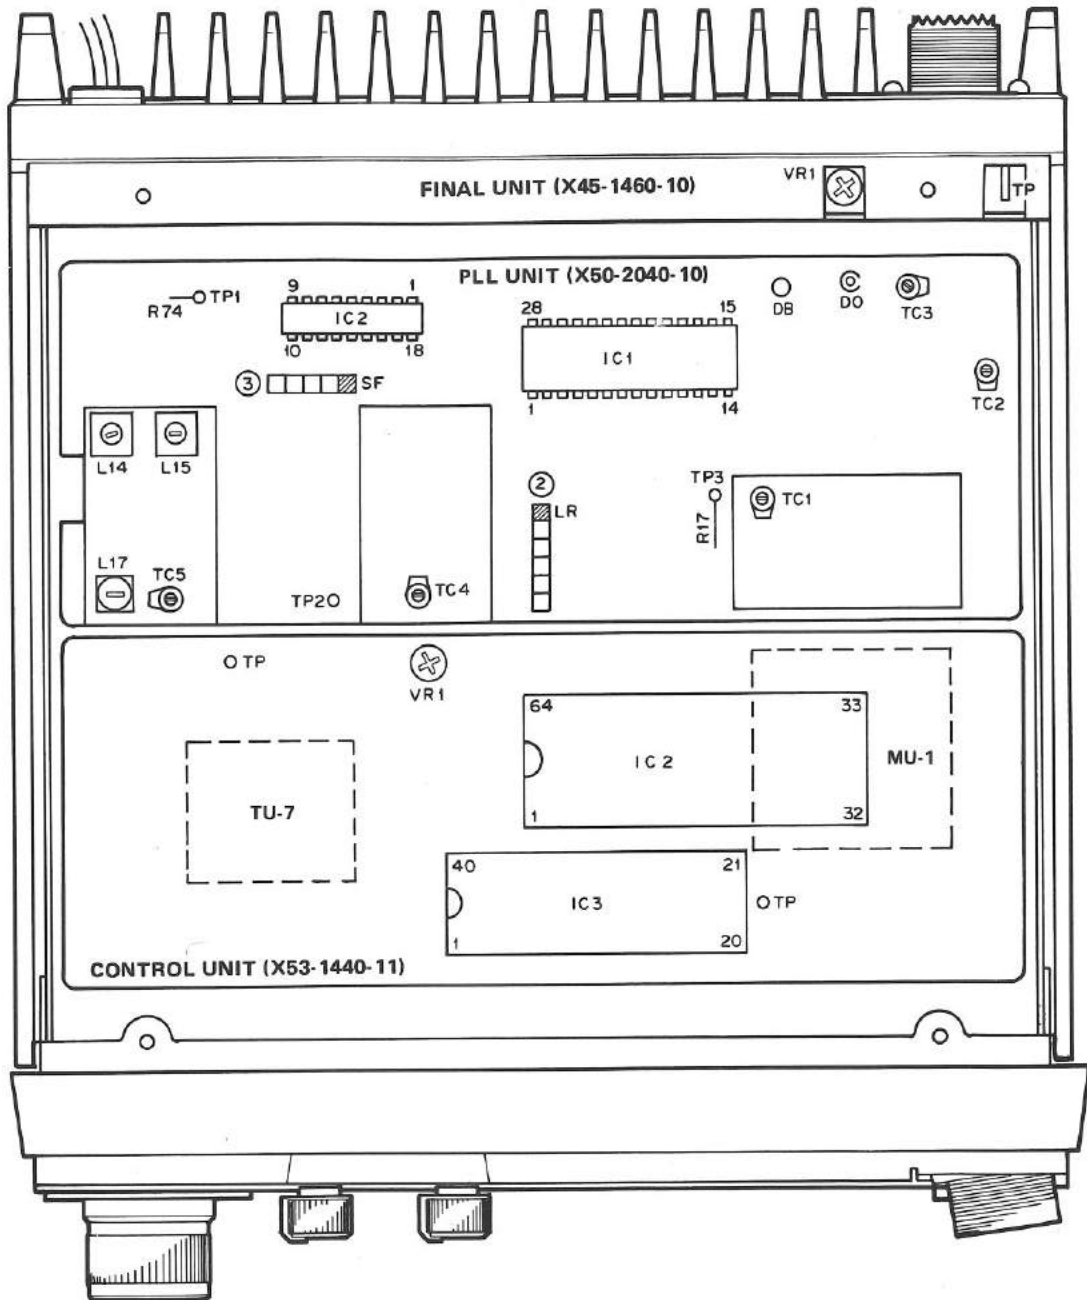 FINAL UNIT (X45-1460-10)
VR1
TP
PLL UNIT (X50-2040-10)
R74
TP1
9
1
IC2
10
18
28
15
IC1
1
14
DB
DO
TC3
TC2
3
SF
L14
L15
2
LR
TP3
R17
TC1
L17
TC5
TP2
TC4
TP
VR1
64
33
IC2
1
32
MU-1
TU-7
40
21
IC3
1
20
TP
CONTROL UNIT (X53-1440-11)